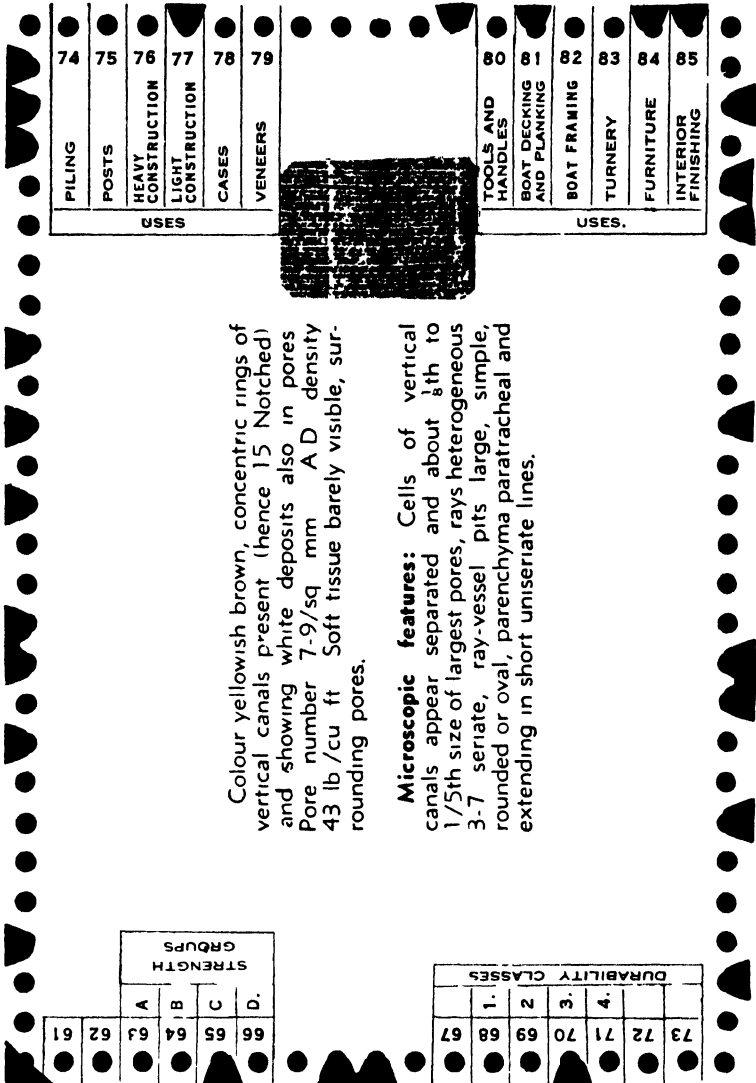 74
PILING
75
POSTS
76
HEAVY
CONSTRUCTION
77
LIGHT
CONSTRUCTION
78
CASES
79
VENEERS
USES
80
TOOLS AND
HANDLES
81
BOAT DECKING
AND PLANKING
82
BOAT FRAMING
83
TURNERY
84
FURNITURE
85
INTERIOR
FINISHING
USES.
Colour yellowish brown, concentric rings of
vertical canals present (hence 15 Notched)
and showing white deposits also in pores
Pore number 7-9/sq mm A D density
43 lb/cu ft Soft tissue barely visible, sur-
rounding pores.
Microscopic features: Cells of vertical
canals appear separated and about ⅛th to
1/5th size of largest pores, rays heterogeneous
3-7 seriate, ray-vessel pits large, simple,
rounded or oval, parenchyma paratracheal and
extending in short uniseriate lines.
STRENGTH
GROUPS
A
B
C
D.
61
62
63
64
65
66
DURABILITY CLASSES
1.
2
3.
4.
67
68
69
70
71
72
73